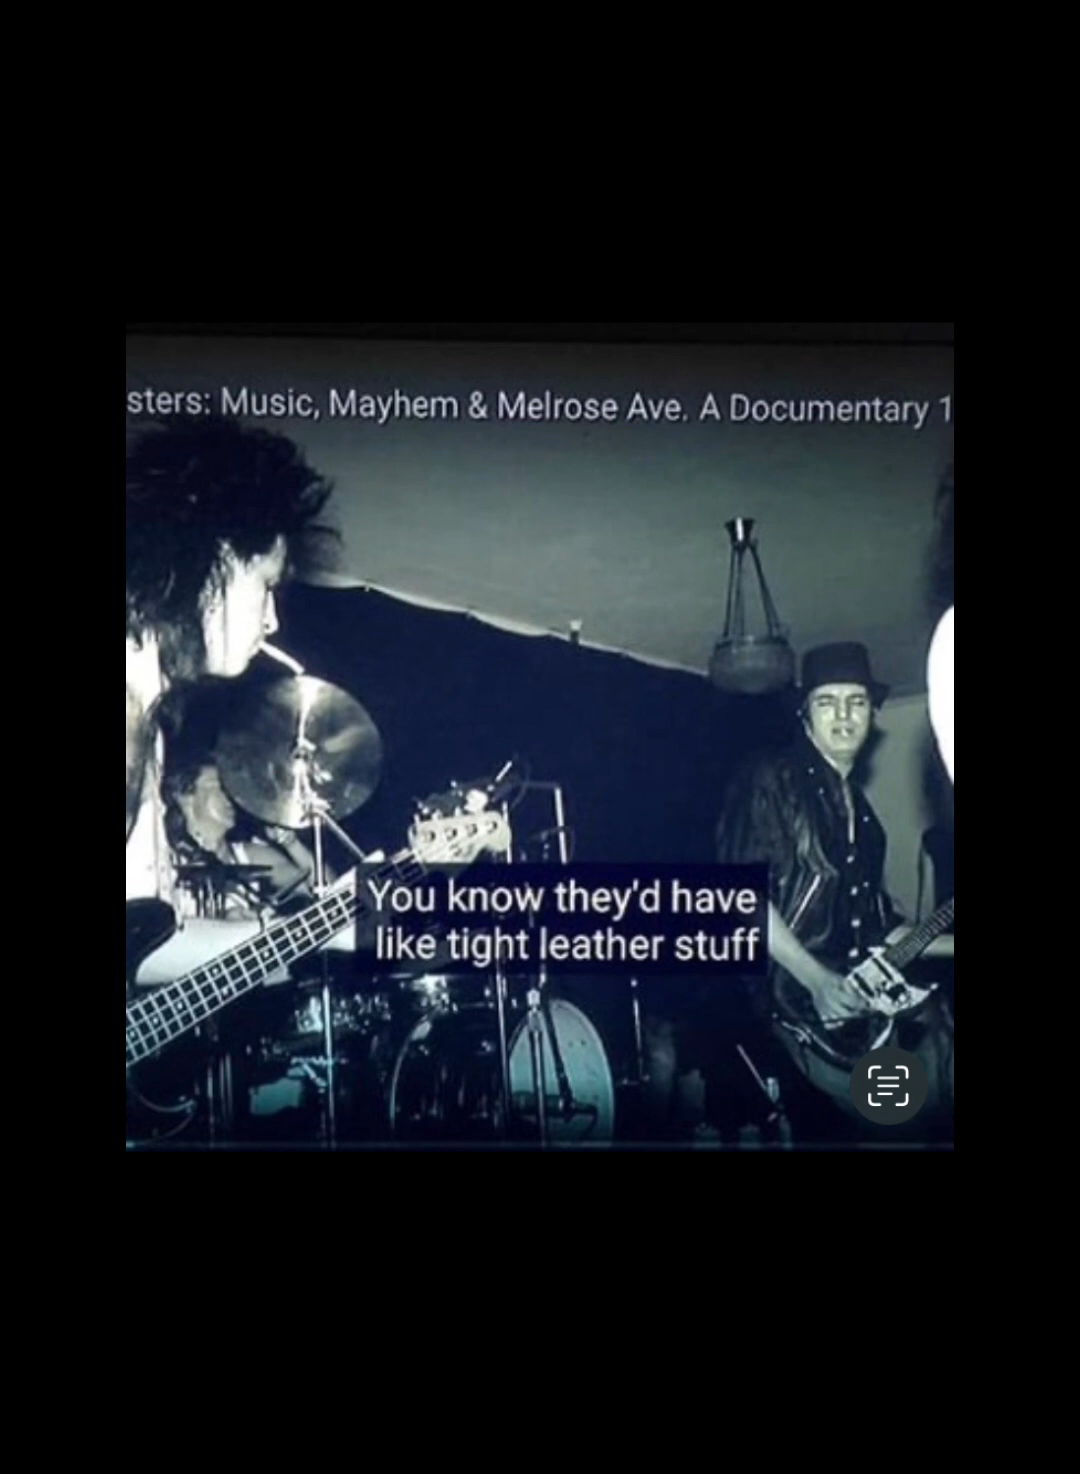 sters: Music, Mayhem & Melrose Ave. A Documentary 1
You know they'd have
like tight leather stuff